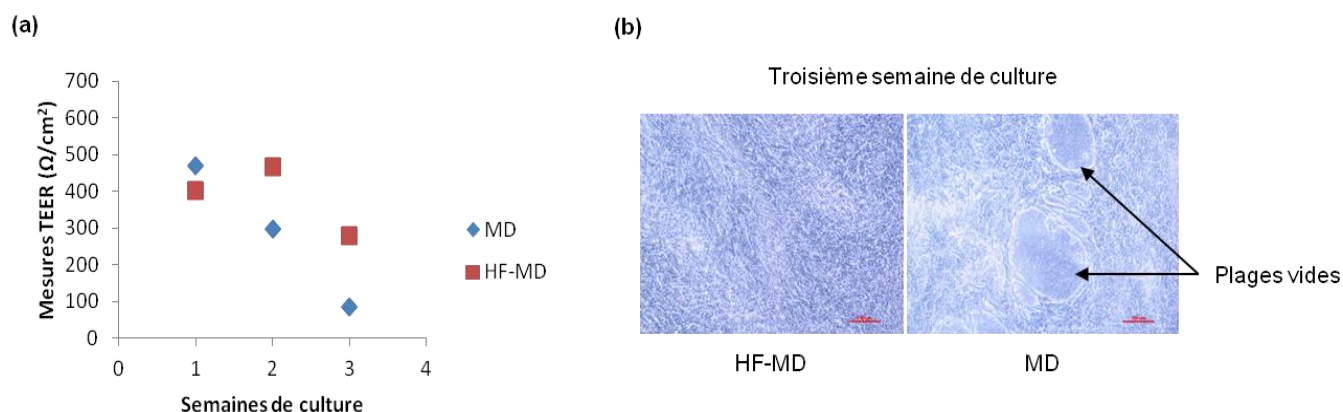 (a)
Mesures TEER (Ω/cm²)
700
600
500
400
300
200
100
0
0 1 2 3 4
Semaines de culture
MD
HF-MD
(b)
Troisième semaine de culture
Plages vides
HF-MD
MD